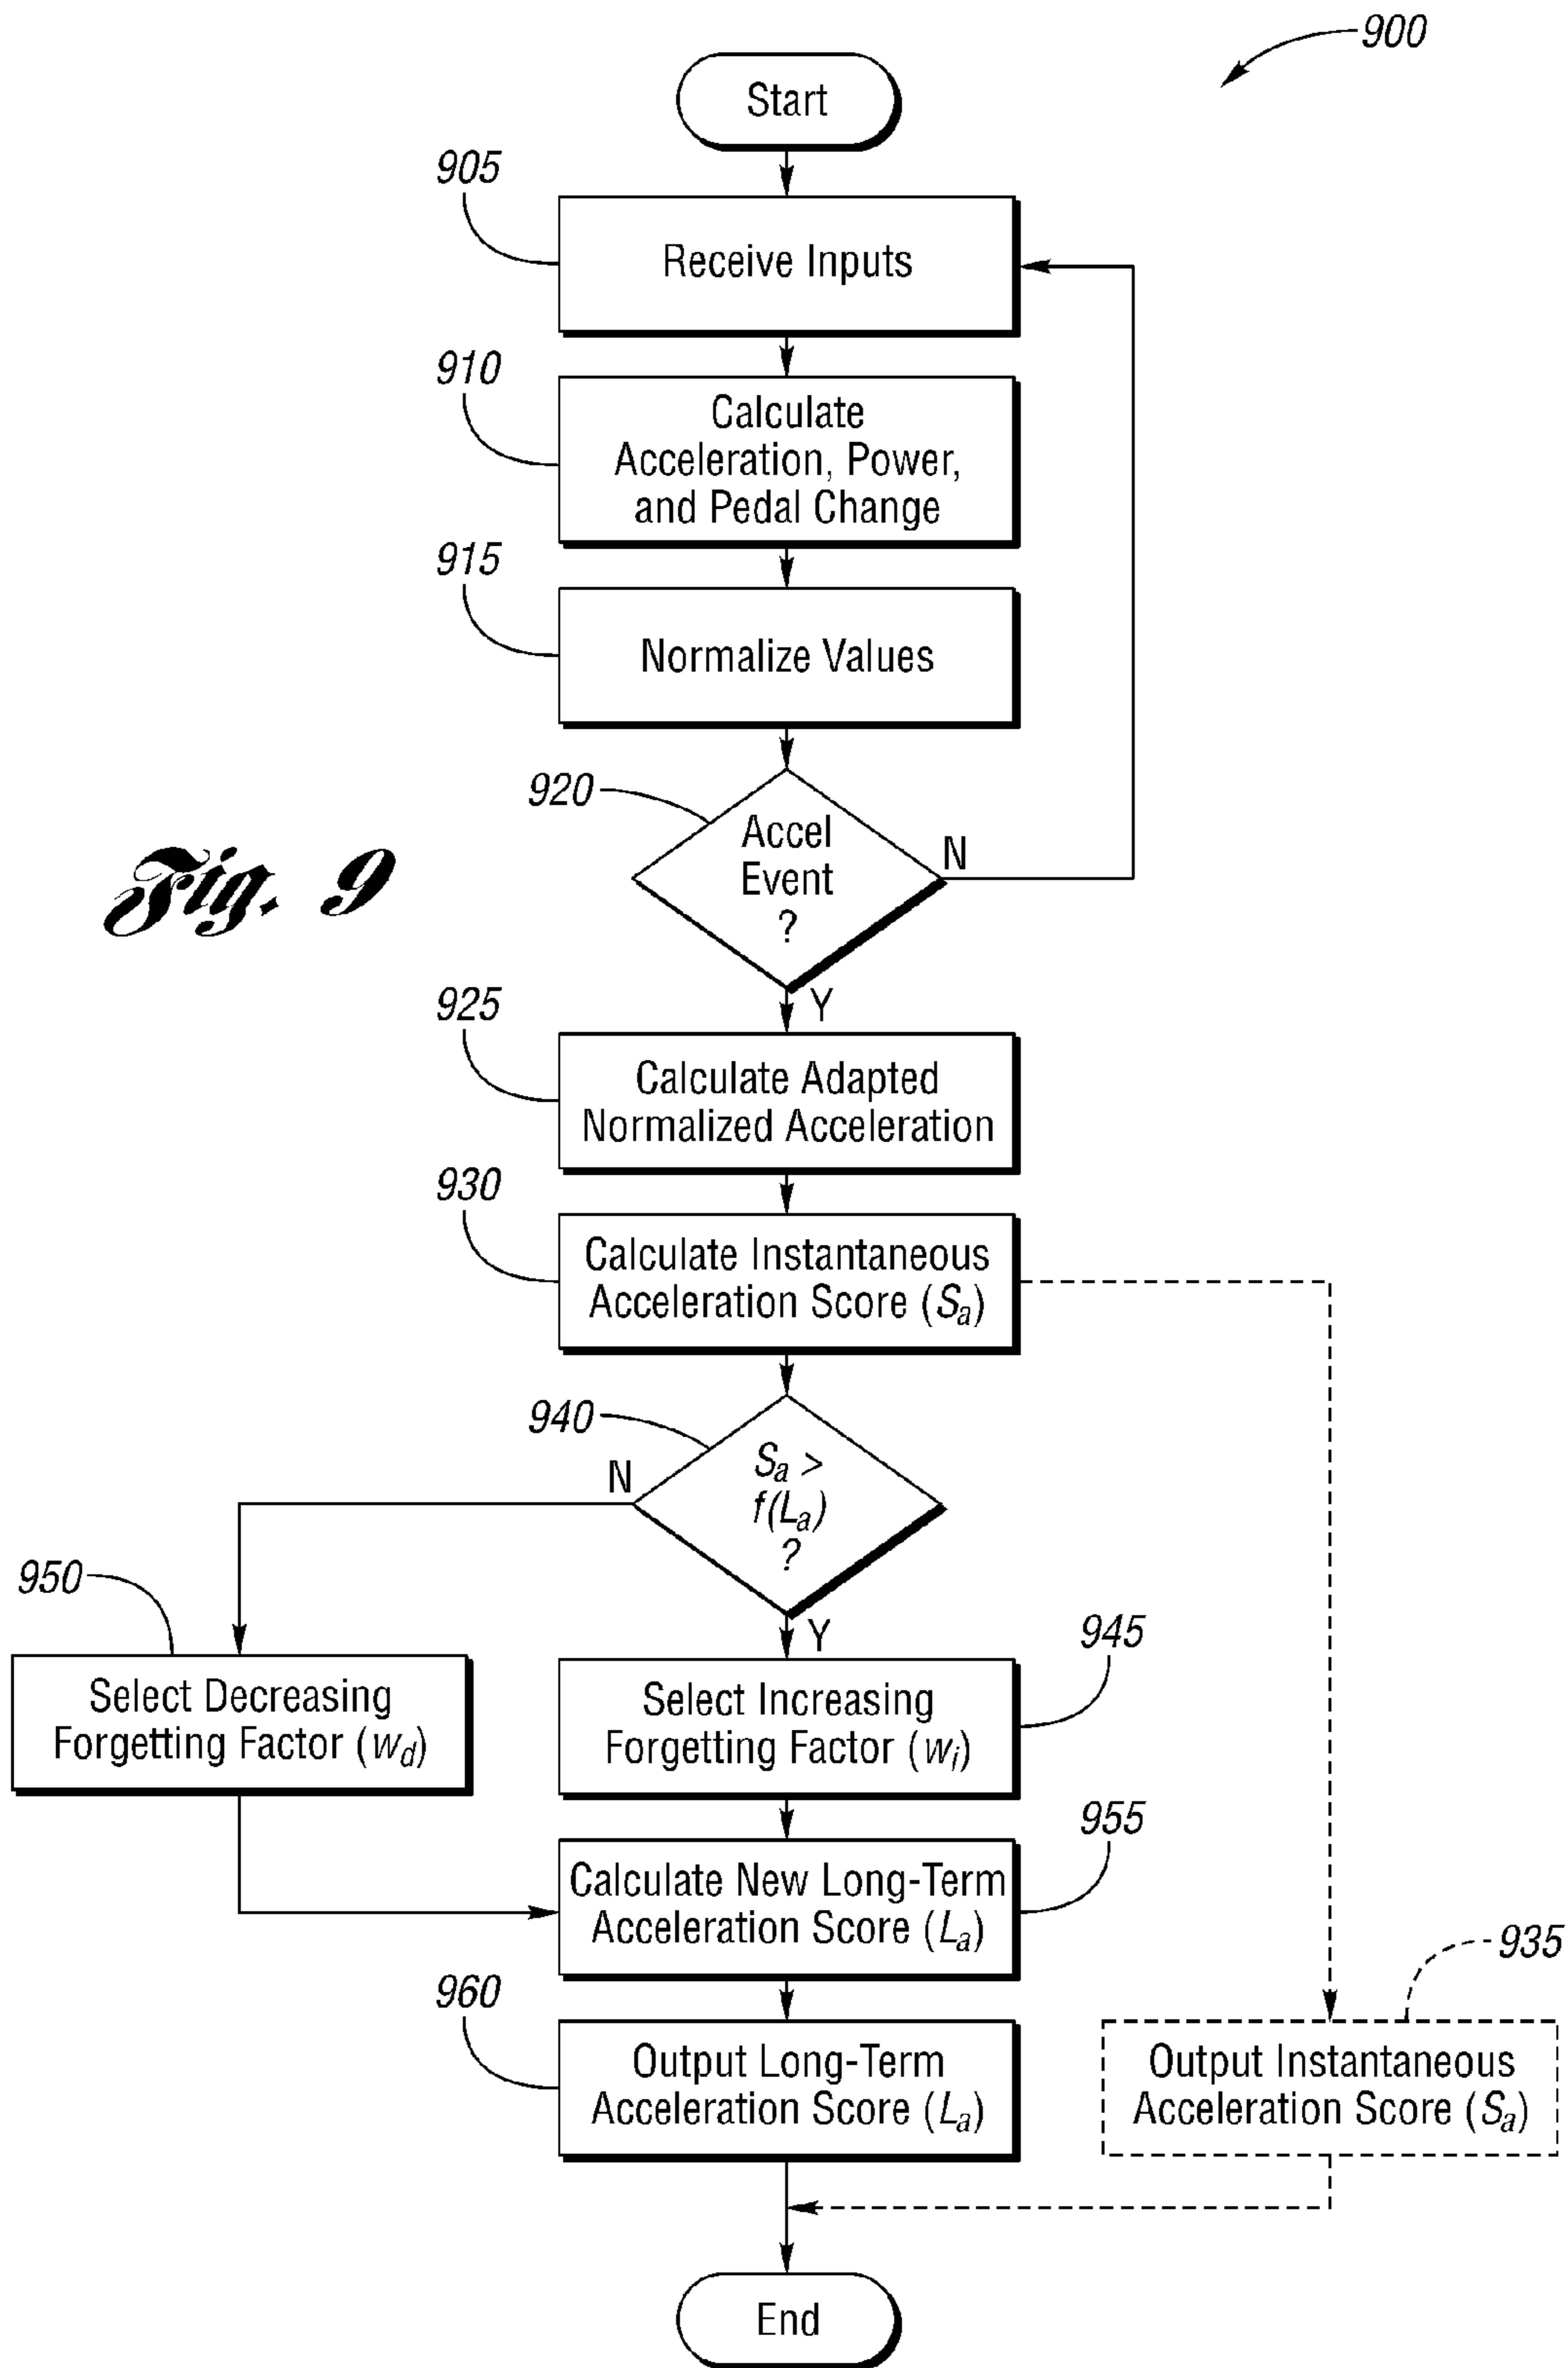 900
Start
905
Receive Inputs
910
Calculate
Acceleration, Power,
and Pedal Change
915
Normalize Values
920
Accel
Event
?
N
Fig. 9
Y
925
Calculate Adapted
Normalized Acceleration
930
Calculate Instantaneous
Acceleration Score (Sa)
940
Sa >
f(La)
?
N
Y
950
Select Decreasing
Forgetting Factor (wd)
945
Select Increasing
Forgetting Factor (wi)
955
Calculate New Long-Term
Acceleration Score (La)
960
Output Long-Term
Acceleration Score (La)
935
Output Instantaneous
Acceleration Score (Sa)
End